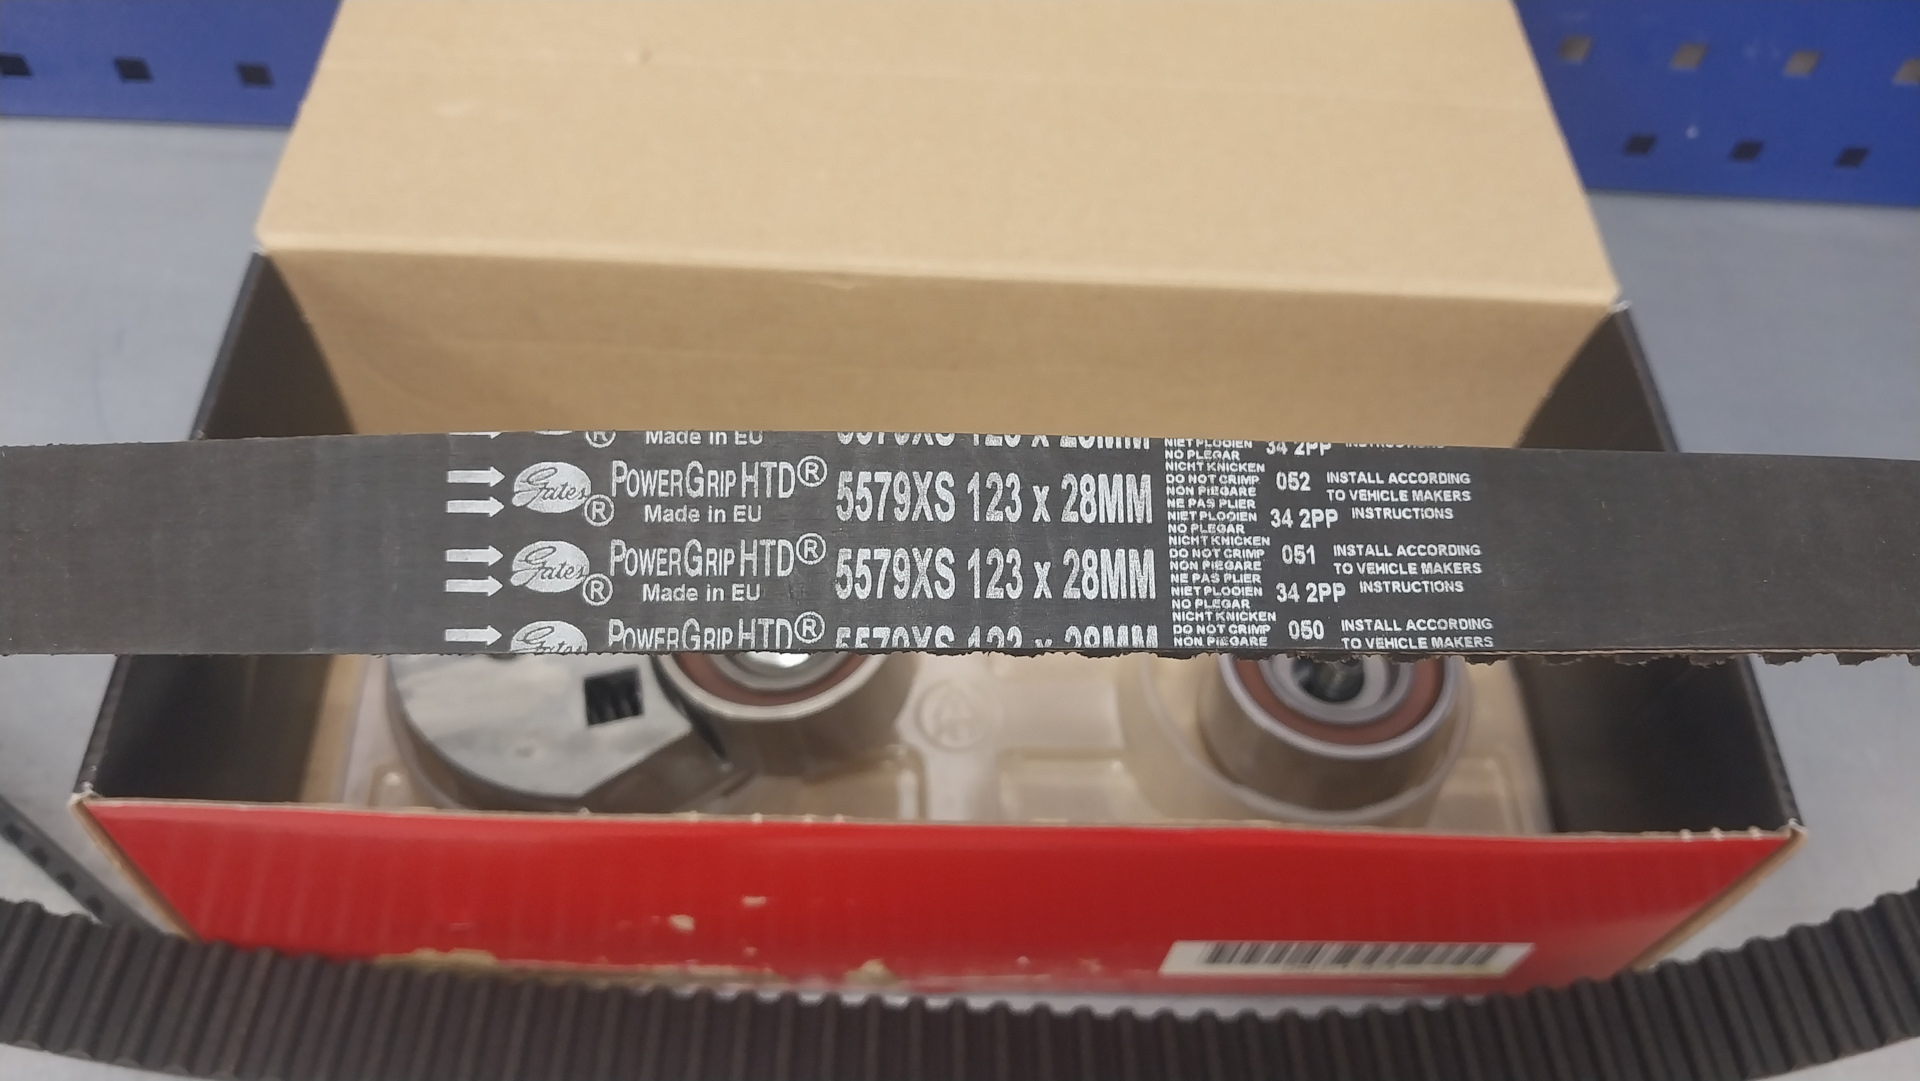 Made in EU
NIET PLOOIEN
34 2PP
NO PLEGAR
Gates®
POWERGRIP HTD®
Made in EU
5579XS 123 x 28MM
NICHT KNICKEN
DO NOT CRIMP
NON PIEGARE
NE PAS PLIER
NIET PLOOIEN
NO PLEGAR
052
34 2PP
INSTALL ACCORDING
TO VEHICLE MAKERS
INSTRUCTIONS
Gates®
POWERGRIP HTD®
Made in EU
5579XS 123 x 28MM
NICHT KNICKEN
DO NOT CRIMP
NON PIEGARE
NE PAS PLIER
NIET PLOOIEN
NO PLEGAR
051
34 2PP
INSTALL ACCORDING
TO VEHICLE MAKERS
INSTRUCTIONS
Gates
POWERGRIP HTD®
NICHT KNICKEN
DO NOT CRIMP
NON PIEGARE
050
INSTALL ACCORDING
TO VEHICLE MAKERS